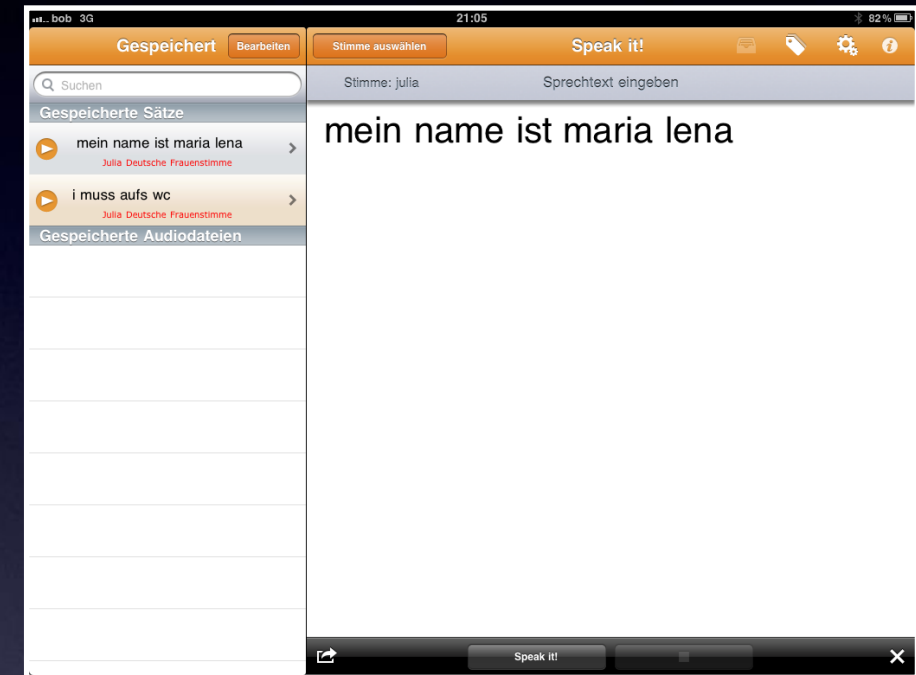 bob 3G 21:05 82%
Gespeichert Bearbeiten Stimme auswählen Speak it!
Suchen
Stimme: julia Sprechtext eingeben
Gespeicherte Sätze
mein name ist maria lena
Julia Deutsche Frauenstimme
i muss aufs wc
Julia Deutsche Frauenstimme
Gespeicherte Audiodateien
mein name ist maria lena
Speak it!